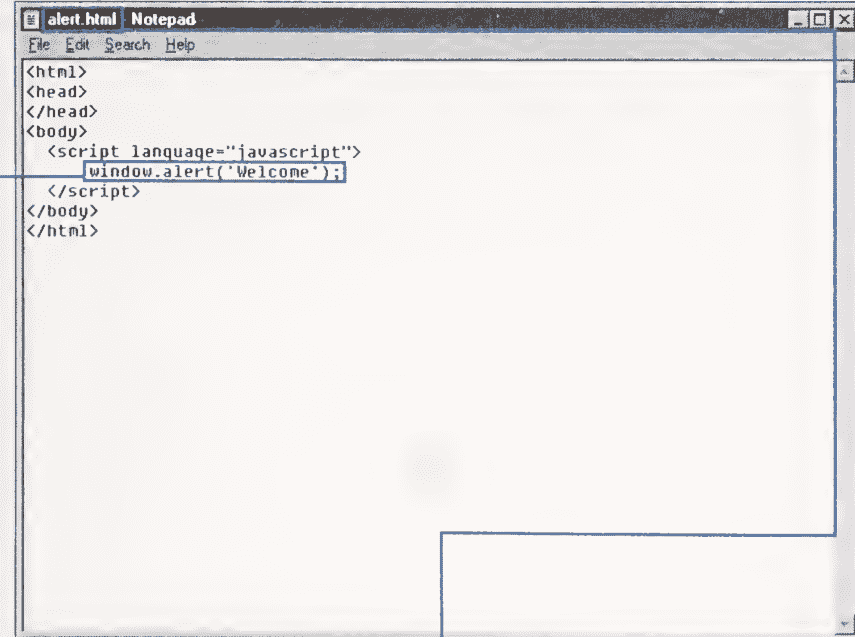 alert.html - Notepad
File Edit Search Help
<html>
<head>
</head>
<body>
<script language="javascript">
window.alert('Welcome');
</script>
</body>
</html>